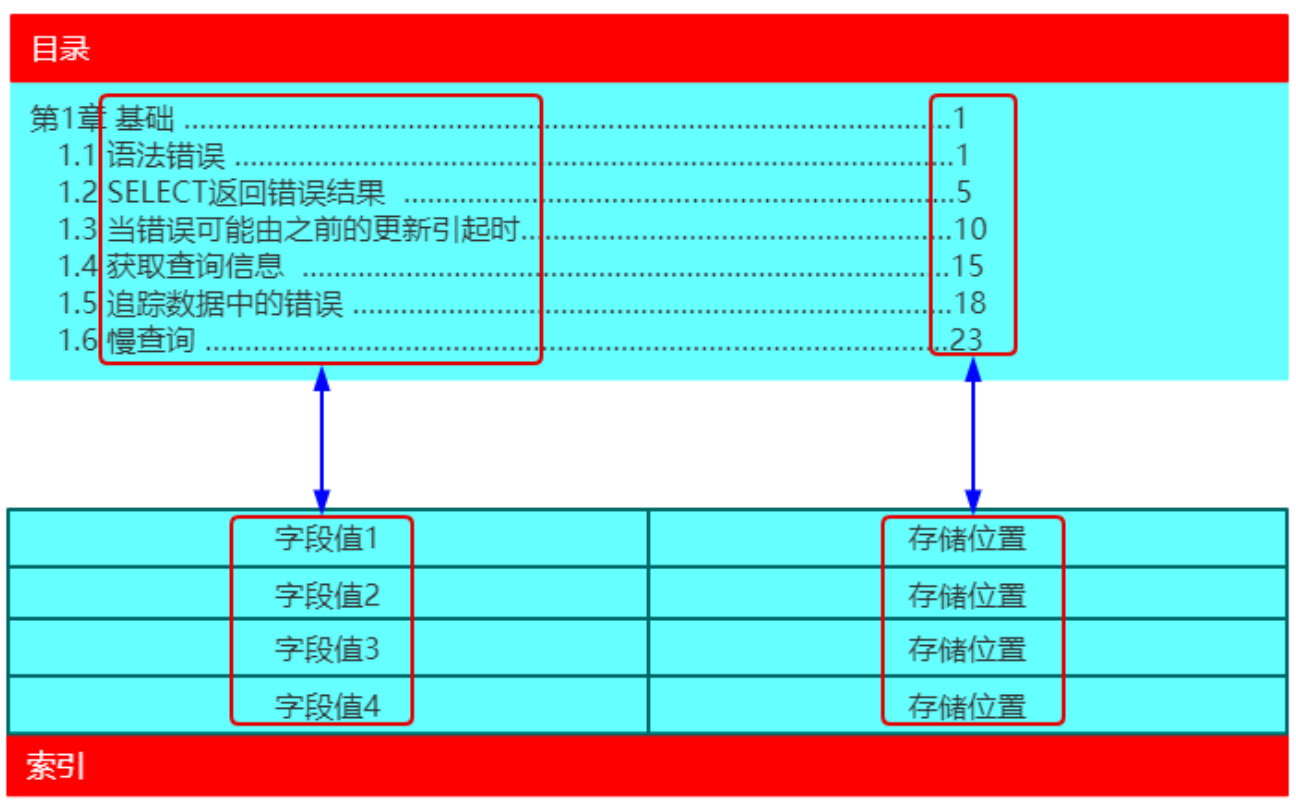 目录
第1章 基础 ........................................................................................1
1.1 语法错误 ........................................................................................1
1.2 SELECT返回错误结果 ....................................................................5
1.3 当错误可能由之前的更新引起时.....................................................10
1.4 获取查询信息 ................................................................................15
1.5 追踪数据中的错误 .........................................................................18
1.6 慢查询 ..........................................................................................23
字段值1 存储位置
字段值2 存储位置
字段值3 存储位置
字段值4 存储位置
索引